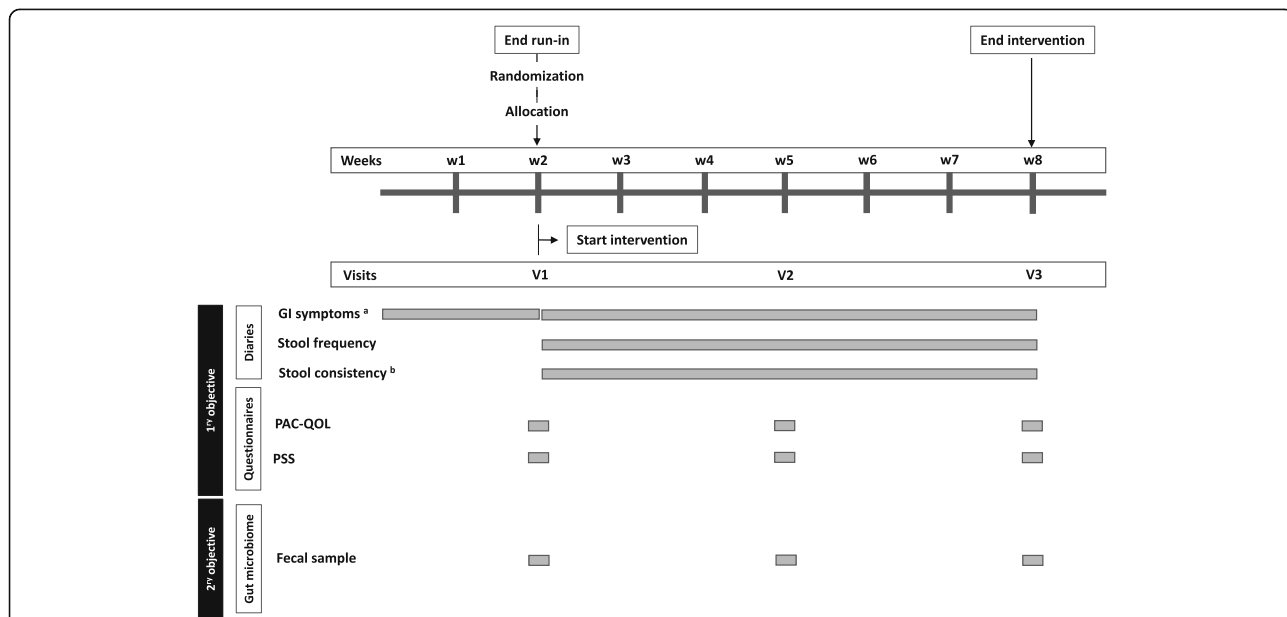 End run-in
End intervention
Randomization
Allocation
Weeks w1 w2 w3 w4 w5 w6 w7 w8
Start intervention
Visits V1 V2 V3
1ry objective
Diaries
GI symptoms a
Stool frequency
Stool consistency b
Questionnaires
PAC-QOL
PSS
2ry objective
Gut microbiome
Fecal sample